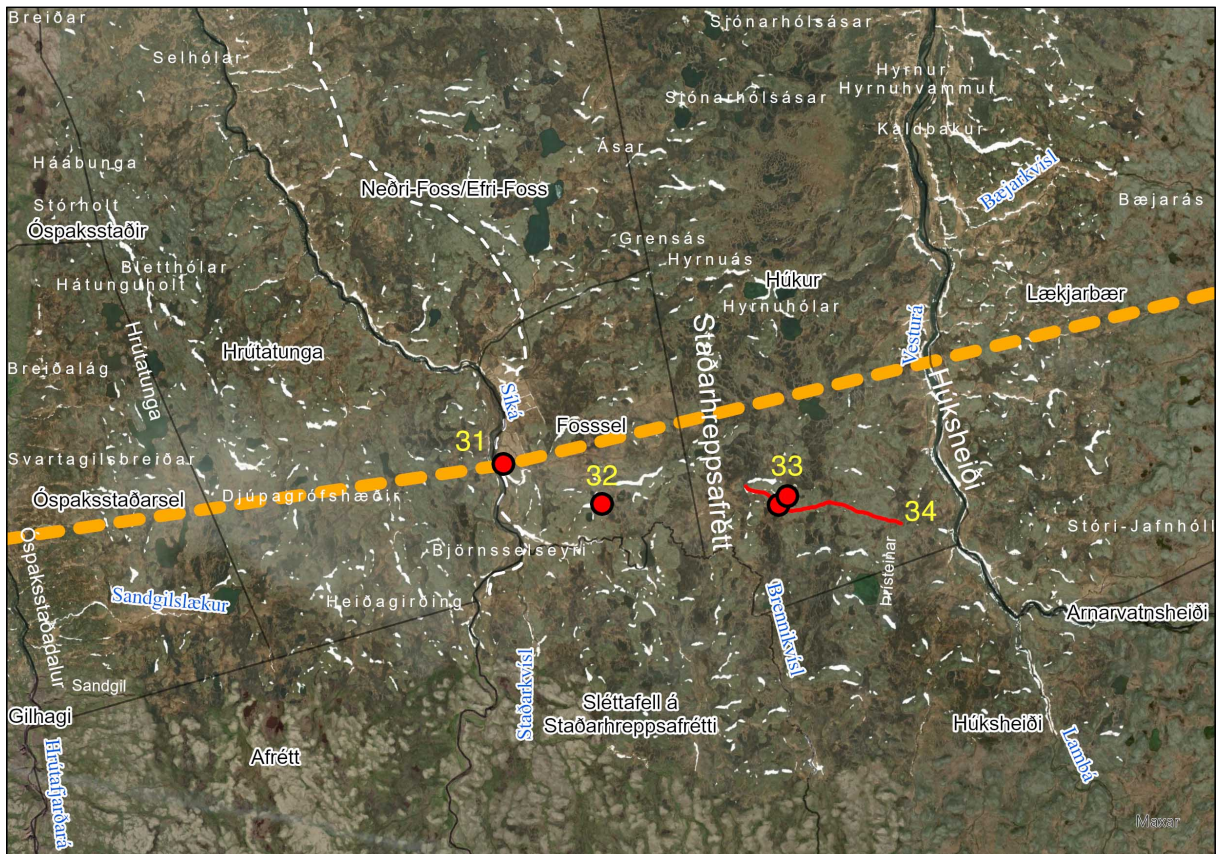 Breiðar
Sjónarhólsásar
Selhólar
Hyrnur
Hyrnuhvammur
Sjónarhólsásar
Kaldbakur
Ásar
Háabunga
Bæjarkvísl
Neðri-Foss/Efri-Foss
Stórholt
Bæjarás
Óspaksstaðir
Grensás
Bletthólar
Hyrnuás
Hátunguholt
Húkur
Lækjarbær
Hyrnuhólar
Hrútatunga
Staðarhreppsafrétt
Vesturá
Hrútatunga
Breiðalág
Húksheiði
Síká
Fosssel
31
Svartagilsbreiðar
33
32
Óspaksstaðarsel
Djúpagrófshæðir
34
Stóri-Jafnhóll
Óspaksstaðadalur
Björnsselseyri
Þrísteinar
Sandgilslækur
Heiðagirðing
Brennikvísl
Arnarvatnsheiði
Staðarkvísl
Sandgil
Sléttafell á
Staðarhreppsafrétti
Gilhagi
Húksheiði
Afrétt
Lambá
Hrútafjarðará
Maxar